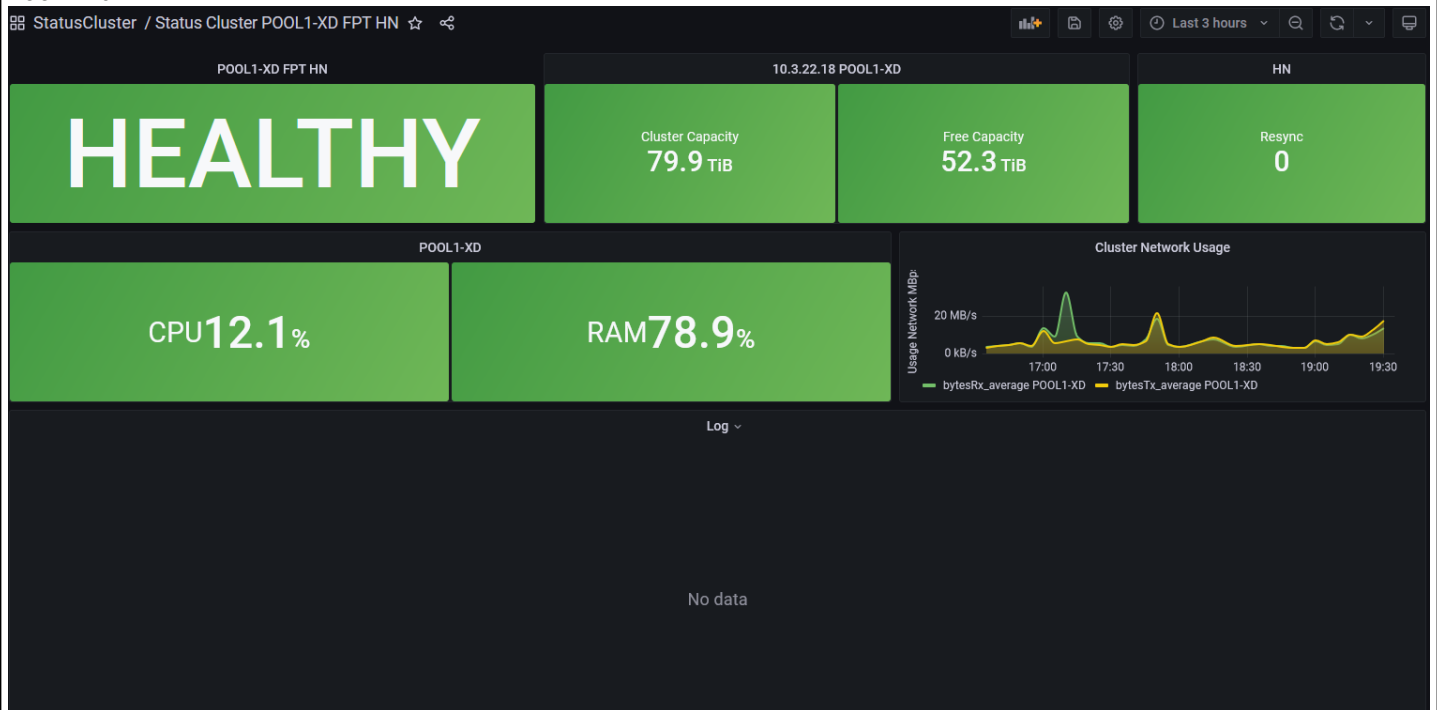 StatusCluster / Status Cluster POOL1-XD FPT HN
Last 3 hours
POOL1-XD FPT HN
HEALTHY
10.3.22.18 POOL1-XD
Cluster Capacity
79.9 TiB
Free Capacity
52.3 TiB
HN
Resync
0
POOL1-XD
CPU12.1%
RAM78.9%
Cluster Network Usage
Usage Network MBp:
20 MB/s
0 kB/s
17:00 17:30 18:00 18:30 19:00 19:30
bytesRx_average POOL1-XD bytesTx_average POOL1-XD
Log
No data